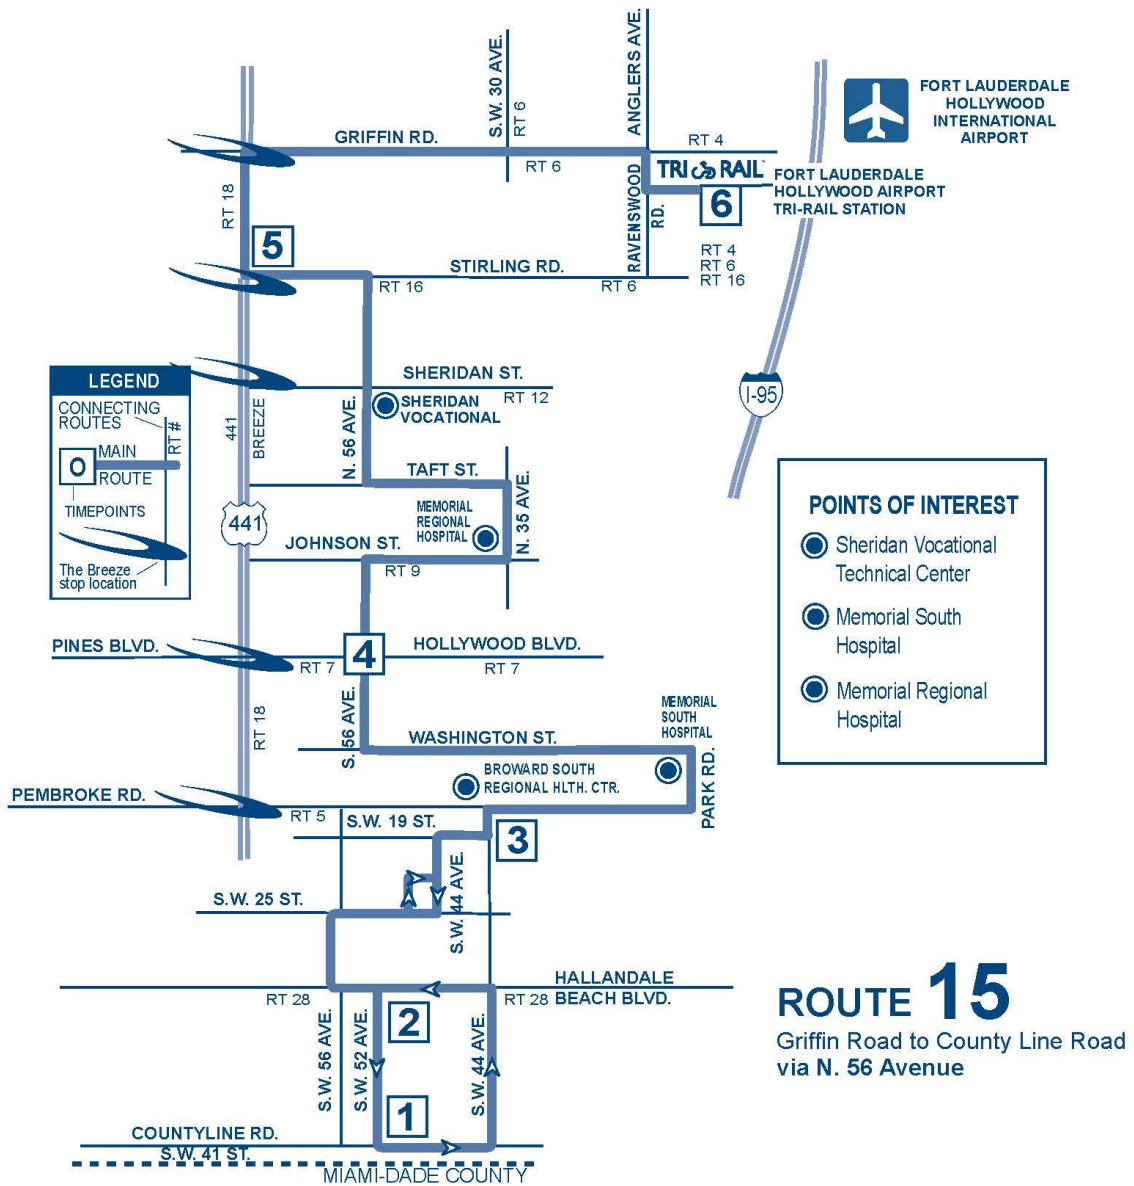 S.W. 30 AVE.
RT 6
ANGLERS AVE.
FORT LAUDERDALE
HOLLYWOOD
INTERNATIONAL
AIRPORT
GRIFFIN RD.
RT 4
RT 6
TRI RAIL
FORT LAUDERDALE
HOLLYWOOD AIRPORT
TRI-RAIL STATION
RT 18
RAVENSWOOD
RD.
6
5
RT 4
RT 6
RT 16
STIRLING RD.
RT 16
RT 6
SHERIDAN ST.
RT 12
SHERIDAN
VOCATIONAL
I-95
LEGEND
CONNECTING
ROUTES
RT #
O
MAIN
ROUTE
TIMEPOINTS
The Breeze
stop location
441
BREEZE
N. 56 AVE.
TAFT ST.
N. 35 AVE.
MEMORIAL
REGIONAL
HOSPITAL
441
JOHNSON ST.
RT 9
POINTS OF INTEREST
Sheridan Vocational
Technical Center
Memorial South
Hospital
Memorial Regional
Hospital
PINES BLVD.
RT 7
4
HOLLYWOOD BLVD.
RT 7
RT 18
S. 56 AVE.
MEMORIAL
SOUTH
HOSPITAL
WASHINGTON ST.
BROWARD SOUTH
REGIONAL HLTH. CTR.
PARK RD.
PEMBROKE RD.
RT 5
S.W. 19 ST.
3
S.W. 44 AVE.
S.W. 25 ST.
HALLANDALE
BEACH BLVD.
RT 28
RT 28
2
S.W. 56 AVE.
S.W. 52 AVE.
S.W. 44 AVE.
1
COUNTYLINE RD.
S.W. 41 ST.
MIAMI-DADE COUNTY
ROUTE 15
Griffin Road to County Line Road
via N. 56 Avenue